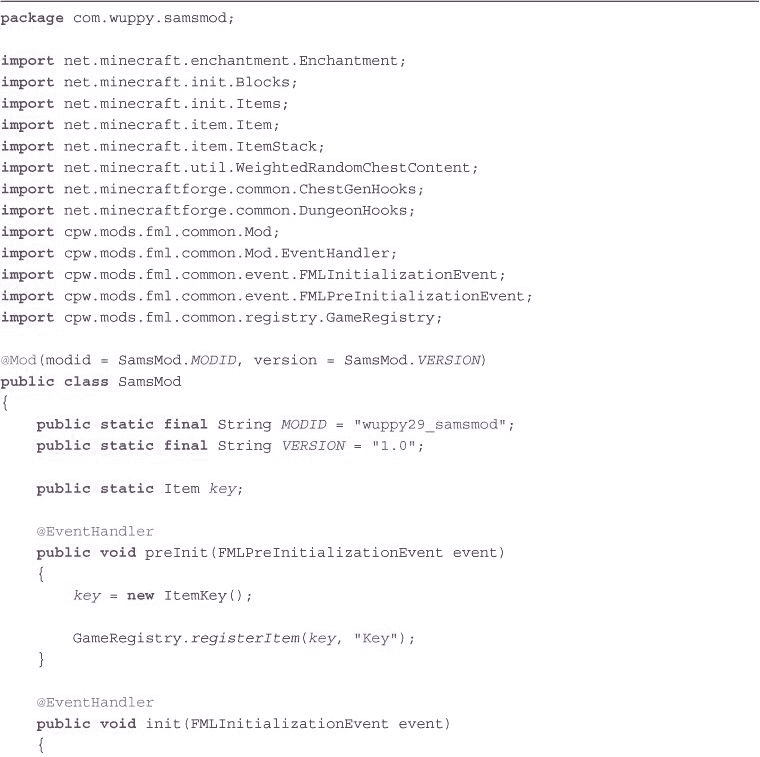 package com.wuppy.samsmod;

import net.minecraft.enchantment.Enchantment;
import net.minecraft.init.Blocks;
import net.minecraft.init.Items;
import net.minecraft.item.Item;
import net.minecraft.item.ItemStack;
import net.minecraft.util.WeightedRandomChestContent;
import net.minecraftforge.common.ChestGenHooks;
import net.minecraftforge.common.DungeonHooks;
import cpw.mods.fml.common.Mod;
import cpw.mods.fml.common.Mod.EventHandler;
import cpw.mods.fml.common.event.FMLInitializationEvent;
import cpw.mods.fml.common.event.FMLPreInitializationEvent;
import cpw.mods.fml.common.registry.GameRegistry;

@Mod(modid = SamsMod.MODID, version = SamsMod.VERSION)
public class SamsMod
{
    public static final String MODID = "wuppy29_samsmod";
    public static final String VERSION = "1.0";

    public static Item key;

    @EventHandler
    public void preInit(FMLPreInitializationEvent event)
    {
        key = new ItemKey();

        GameRegistry.registerItem(key, "Key");
    }

    @EventHandler
    public void init(FMLInitializationEvent event)
    {